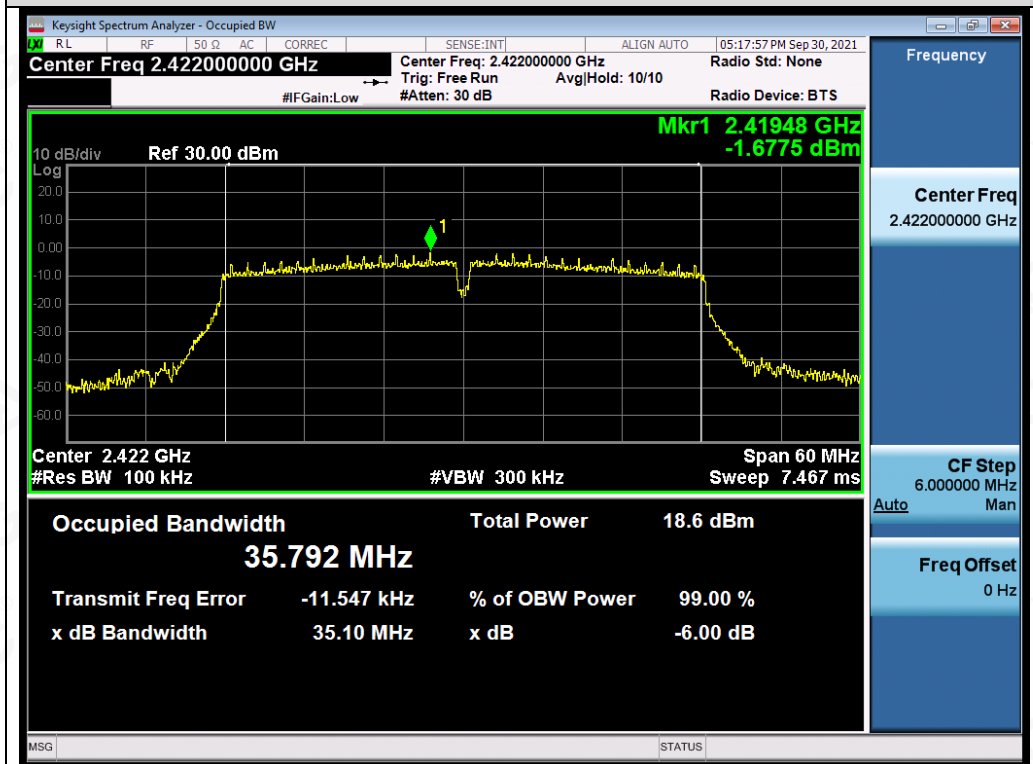 Keysight Spectrum Analyzer - Occupied BW
LXI RL RF 50 Ω AC CORREC SENSE:INT ALIGN AUTO 05:17:57 PM Sep 30, 2021
Center Freq 2.422000000 GHz Center Freq: 2.422000000 GHz Radio Std: None
Trig: Free Run Avg|Hold: 10/10
#IFGain:Low #Atten: 30 dB Radio Device: BTS
Mkr1 2.41948 GHz
10 dB/div Ref 30.00 dBm -1.6775 dBm
Log
20.0
10.0
1
0.00
-10.0
-20.0
-30.0
-40.0
-50.0
-60.0
Center 2.422 GHz Span 60 MHz
#Res BW 100 kHz #VBW 300 kHz Sweep 7.467 ms
Occupied Bandwidth Total Power 18.6 dBm
35.792 MHz
Transmit Freq Error -11.547 kHz % of OBW Power 99.00 %
x dB Bandwidth 35.10 MHz x dB -6.00 dB
Frequency
Center Freq
2.422000000 GHz
CF Step
6.000000 MHz
Auto Man
Freq Offset
0 Hz
MSG STATUS